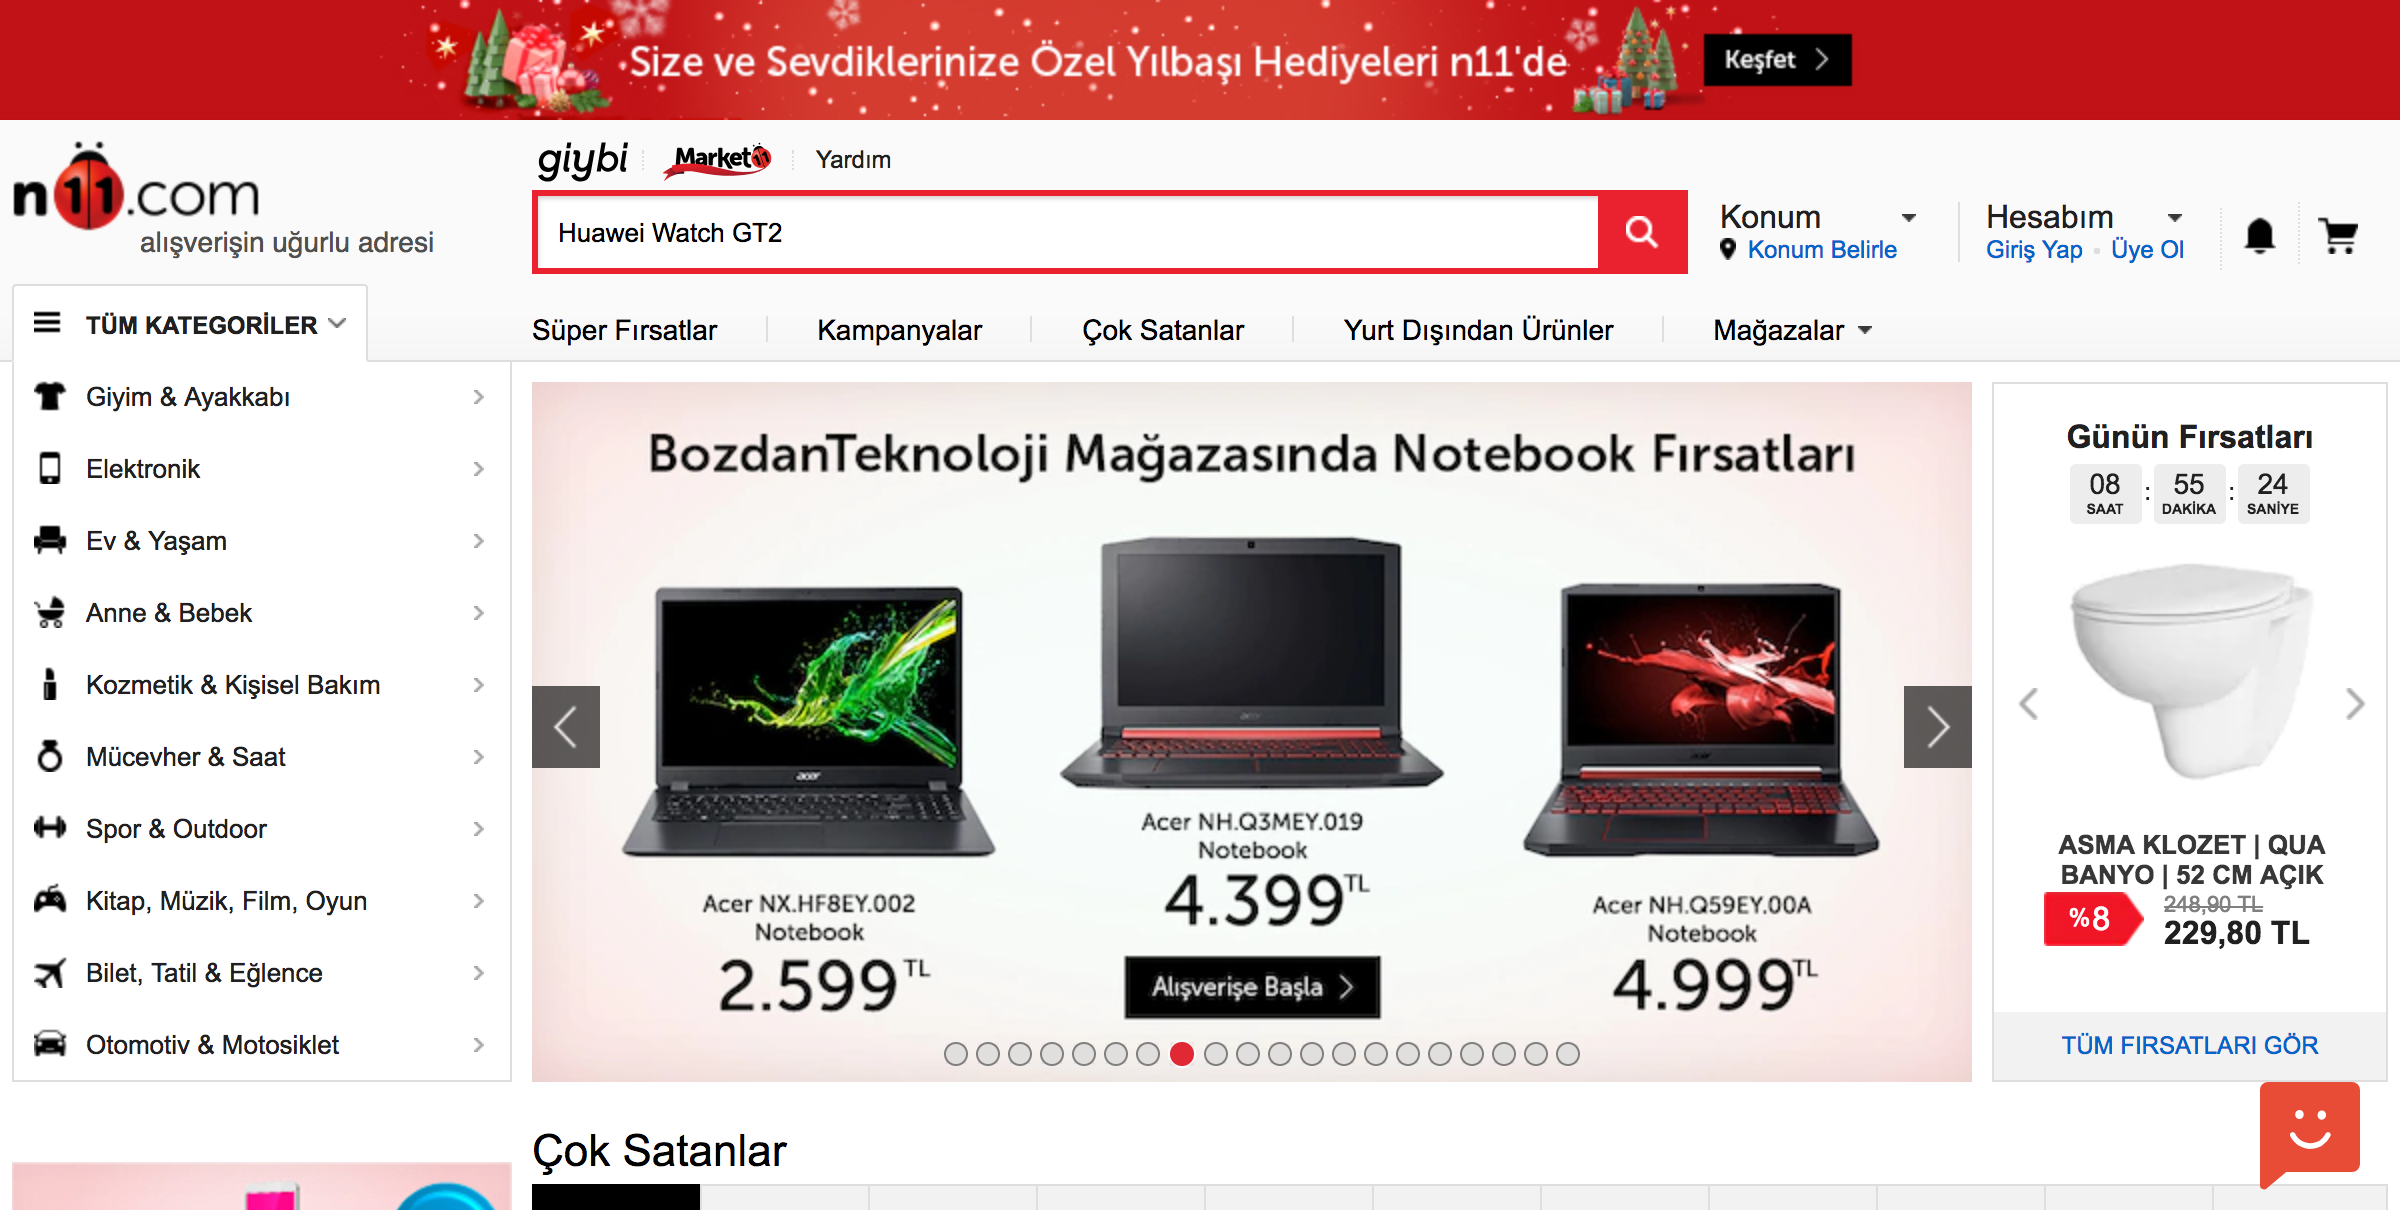 Size ve Sevdiklerinize Özel Yılbaşı Hediyeleri n11'de
Keşfet
n11.com
alışverişin uğurlu adresi
giybi
Market11
Yardım
Huawei Watch GT2
Konum
Konum Belirle
Hesabım
Giriş Yap
Üye Ol
TÜM KATEGORİLER
Süper Fırsatlar
Kampanyalar
Çok Satanlar
Yurt Dışından Ürünler
Mağazalar
Giyim & Ayakkabı
Elektronik
Ev & Yaşam
Anne & Bebek
Kozmetik & Kişisel Bakım
Mücevher & Saat
Spor & Outdoor
Kitap, Müzik, Film, Oyun
Bilet, Tatil & Eğlence
Otomotiv & Motosiklet
BozdanTeknoloji Mağazasında Notebook Fırsatları
acer
Acer NX.HF8EY.002
Notebook
2.599 TL
acer
Acer NH.Q3MEY.019
Notebook
4.399 TL
Alışverişe Başla
acer
Acer NH.Q59EY.00A
Notebook
4.999 TL
Günün Fırsatları
08 : 55 : 24
SAAT DAKİKA SANİYE
ASMA KLOZET | QUA
BANYO | 52 CM AÇIK
%8
248,90 TL
229,80 TL
TÜM FIRSATLARI GÖR
Çok Satanlar